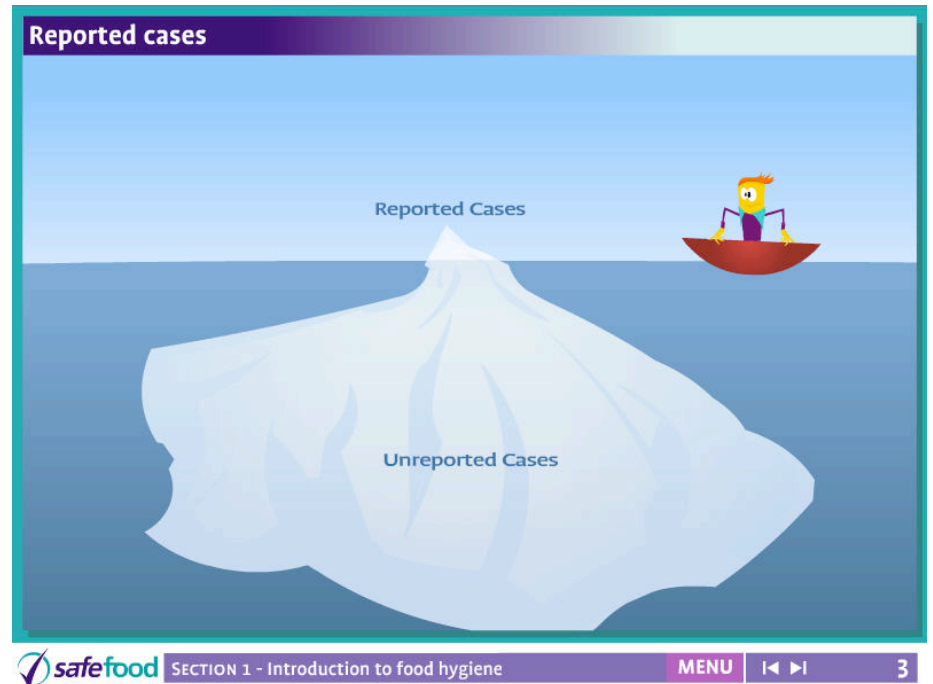 Reported cases
Reported Cases
Unreported Cases
safefood SECTION 1 - Introduction to food hygiene MENU 3